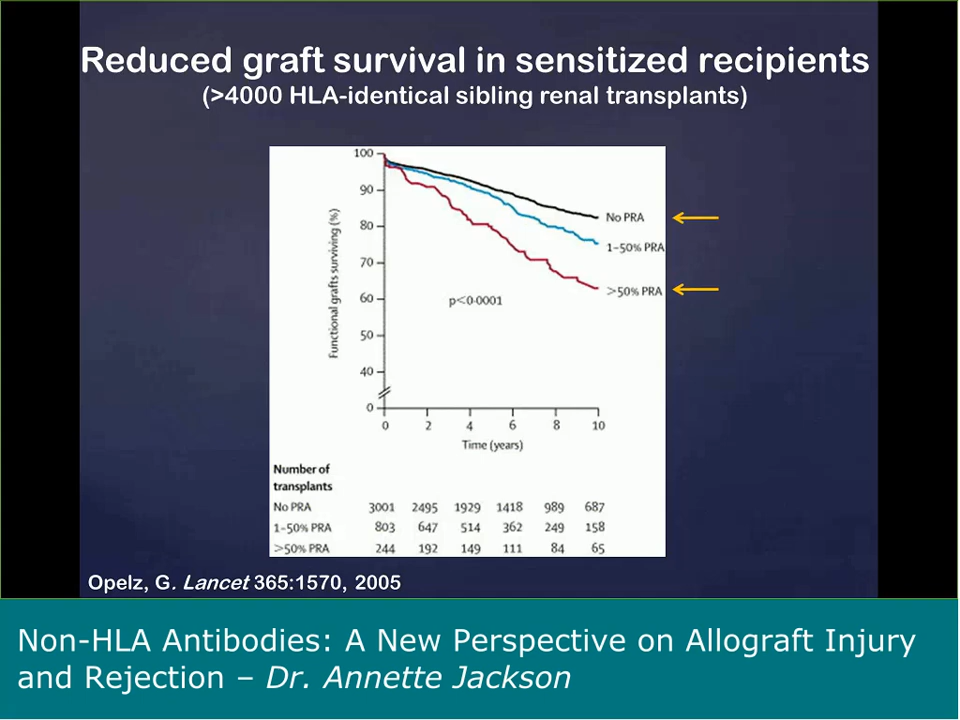 Reduced graft survival in sensitized recipients
(>4000 HLA-identical sibling renal transplants)
100
90
80
70
60
50
40
0
Functional grafts surviving (%)
No PRA
1–50% PRA
>50% PRA
p<0·0001
0 2 4 6 8 10
Time (years)
Number of
transplants
No PRA 3001 2495 1929 1418 989 687
1–50% PRA 803 647 514 362 249 158
>50% PRA 244 192 149 111 84 65
Opelz, G. Lancet 365:1570, 2005
Non-HLA Antibodies: A New Perspective on Allograft Injury
and Rejection – Dr. Annette Jackson